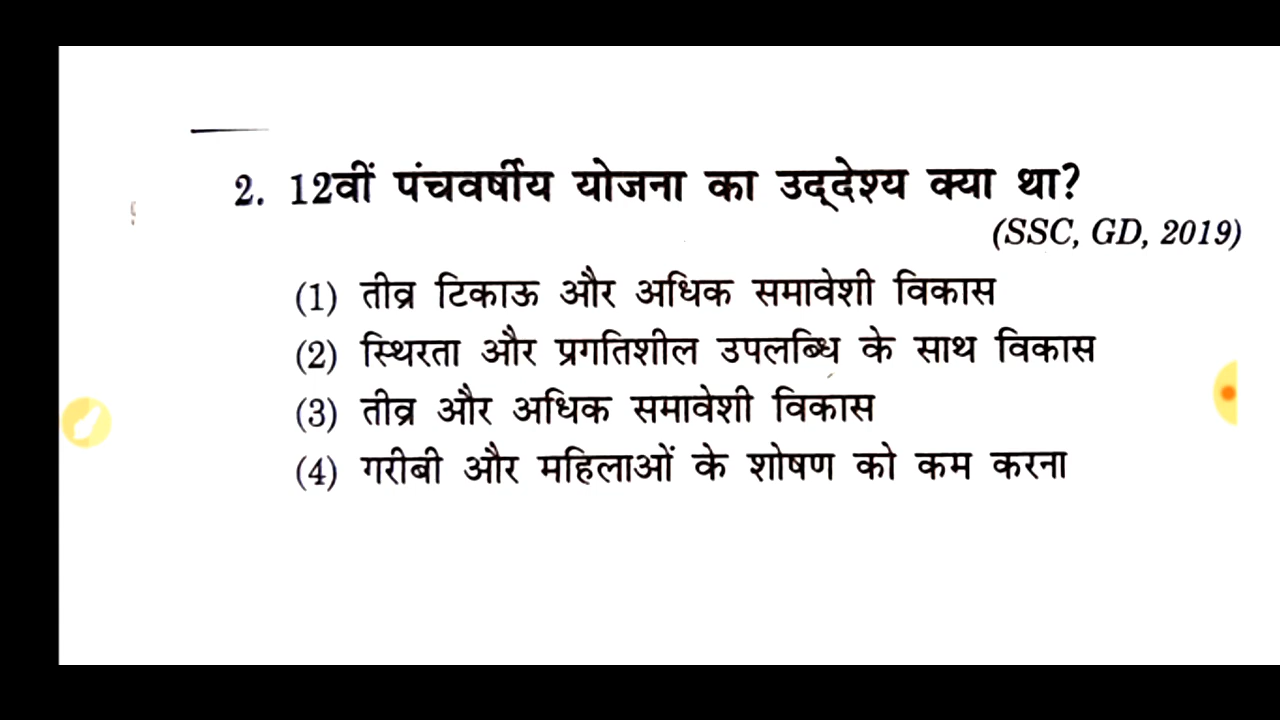 2. 12वीं पंचवर्षीय योजना का उद्देश्य क्या था?
(SSC, GD, 2019)
(1) तीव्र टिकाऊ और अधिक समावेशी विकास
(2) स्थिरता और प्रगतिशील उपलब्धि के साथ विकास
(3) तीव्र और अधिक समावेशी विकास
(4) गरीबी और महिलाओं के शोषण को कम करना